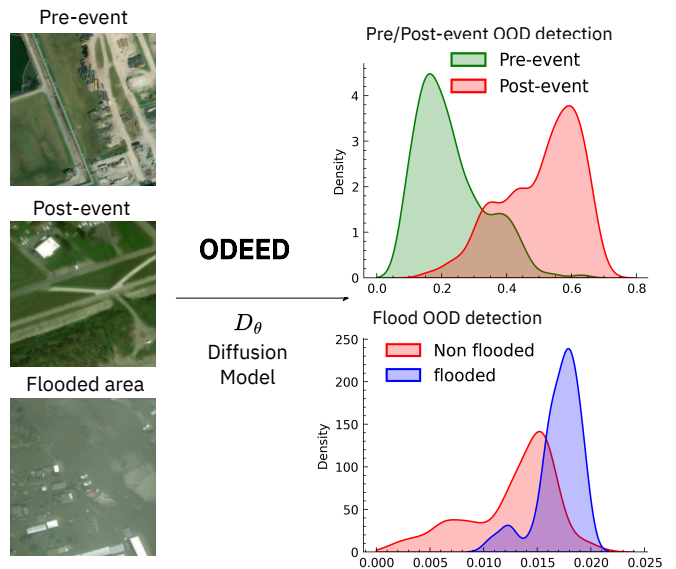 Pre-event
Post-event
Flooded area
ODEED
D_θ
Diffusion
Model
Pre/Post-event OOD detection
Pre-event
Post-event
Density
4
3
2
1
0
0.0 0.2 0.4 0.6 0.8
Flood OOD detection
Non flooded
flooded
Density
250
200
150
100
50
0
0.000 0.005 0.010 0.015 0.020 0.025